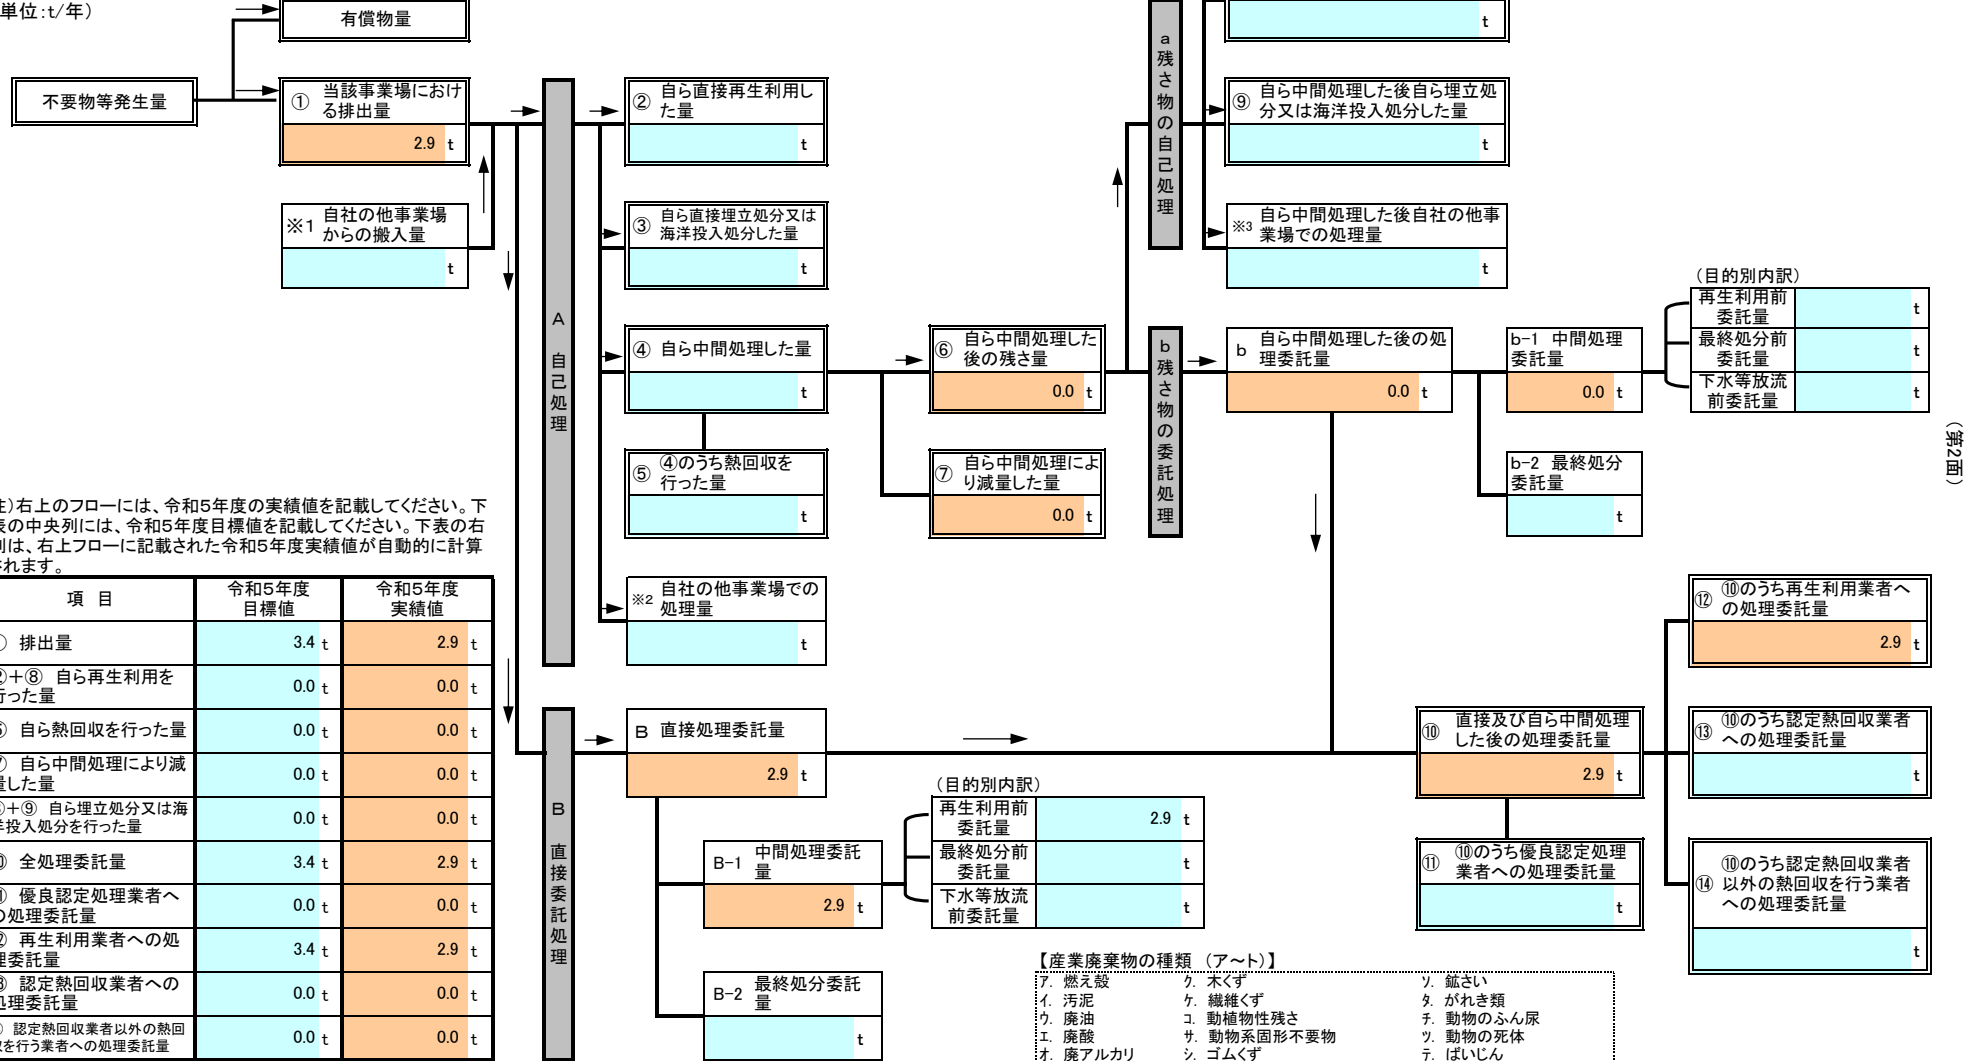 単位:t/年)
有償物量
t
不要物等発生量
① 当該事業場におけ
る排出量
2.9 t
※1 自社の他事業場
からの搬入量
t
A 自己処理
② 自ら直接再生利用し
た量
t
③ 自ら直接埋立処分又は
海洋投入処分した量
t
④ 自ら中間処理した量
t
⑤ ④のうち熱回収を
行った量
t
※2 自社の他事業場での
処理量
t
⑥ 自ら中間処理した
後の残さ量
0.0 t
⑦ 自ら中間処理によ
り減量した量
0.0 t
a 残さ物の自己処理
⑨ 自ら中間処理した後自ら埋立処
分又は海洋投入処分した量
t
※3 自ら中間処理した後自社の他事
業場での処理量
t
b 残さ物の委託処理
b 自ら中間処理した後の処
理委託量
0.0 t
b-1 中間処理
委託量
0.0 t
b-2 最終処分
委託量
t
(目的別内訳)
再生利用前
委託量
t
最終処分前
委託量
t
下水等放流
前委託量
t
(第2面)
)右上のフローには、令和5年度の実績値を記載してください。下
の中央列には、令和5年度目標値を記載してください。下表の右
は、右上フローに記載された令和5年度実績値が自動的に計算
れます。
項 目 令和5年度
目標値 令和5年度
実績値
排出量 3.4 t 2.9 t
+⑧ 自ら再生利用を
行った量 0.0 t 0.0 t
自ら熱回収を行った量 0.0 t 0.0 t
自ら中間処理により減
量した量 0.0 t 0.0 t
+⑨ 自ら埋立処分又は海
洋投入処分を行った量 0.0 t 0.0 t
全処理委託量 3.4 t 2.9 t
優良認定処理業者へ
の処理委託量 0.0 t 0.0 t
再生利用業者への処
理委託量 3.4 t 2.9 t
認定熱回収業者への
処理委託量 0.0 t 0.0 t
認定熱回収業者以外の熱回
収を行う業者への処理委託量 0.0 t 0.0 t
B 直接委託処理
B 直接処理委託量
2.9 t
B-1 中間処理委託
量
2.9 t
B-2 最終処分委託
量
t
(目的別内訳)
再生利用前
委託量 2.9 t
最終処分前
委託量 t
下水等放流
前委託量 t
⑩ 直接及び自ら中間処理
した後の処理委託量
2.9 t
⑪ ⑩のうち優良認定処理
業者への処理委託量
t
⑫ ⑩のうち再生利用業者へ
の処理委託量
2.9 t
⑬ ⑩のうち認定熱回収業者
への処理委託量
t
⑭ ⑩のうち認定熱回収業者
以外の熱回収を行う業者
への処理委託量
t
【産業廃棄物の種類 (ア~ト)】
ア. 燃え殻 ク. 木くず ソ. 鉱さい
イ. 汚泥 ケ. 繊維くず タ. がれき類
ウ. 廃油 コ. 動植物性残さ チ. 動物のふん尿
エ. 廃酸 サ. 動物系固形不要物 ツ. 動物の死体
オ. 廃アルカリ シ. ゴムくず テ. ばいじん